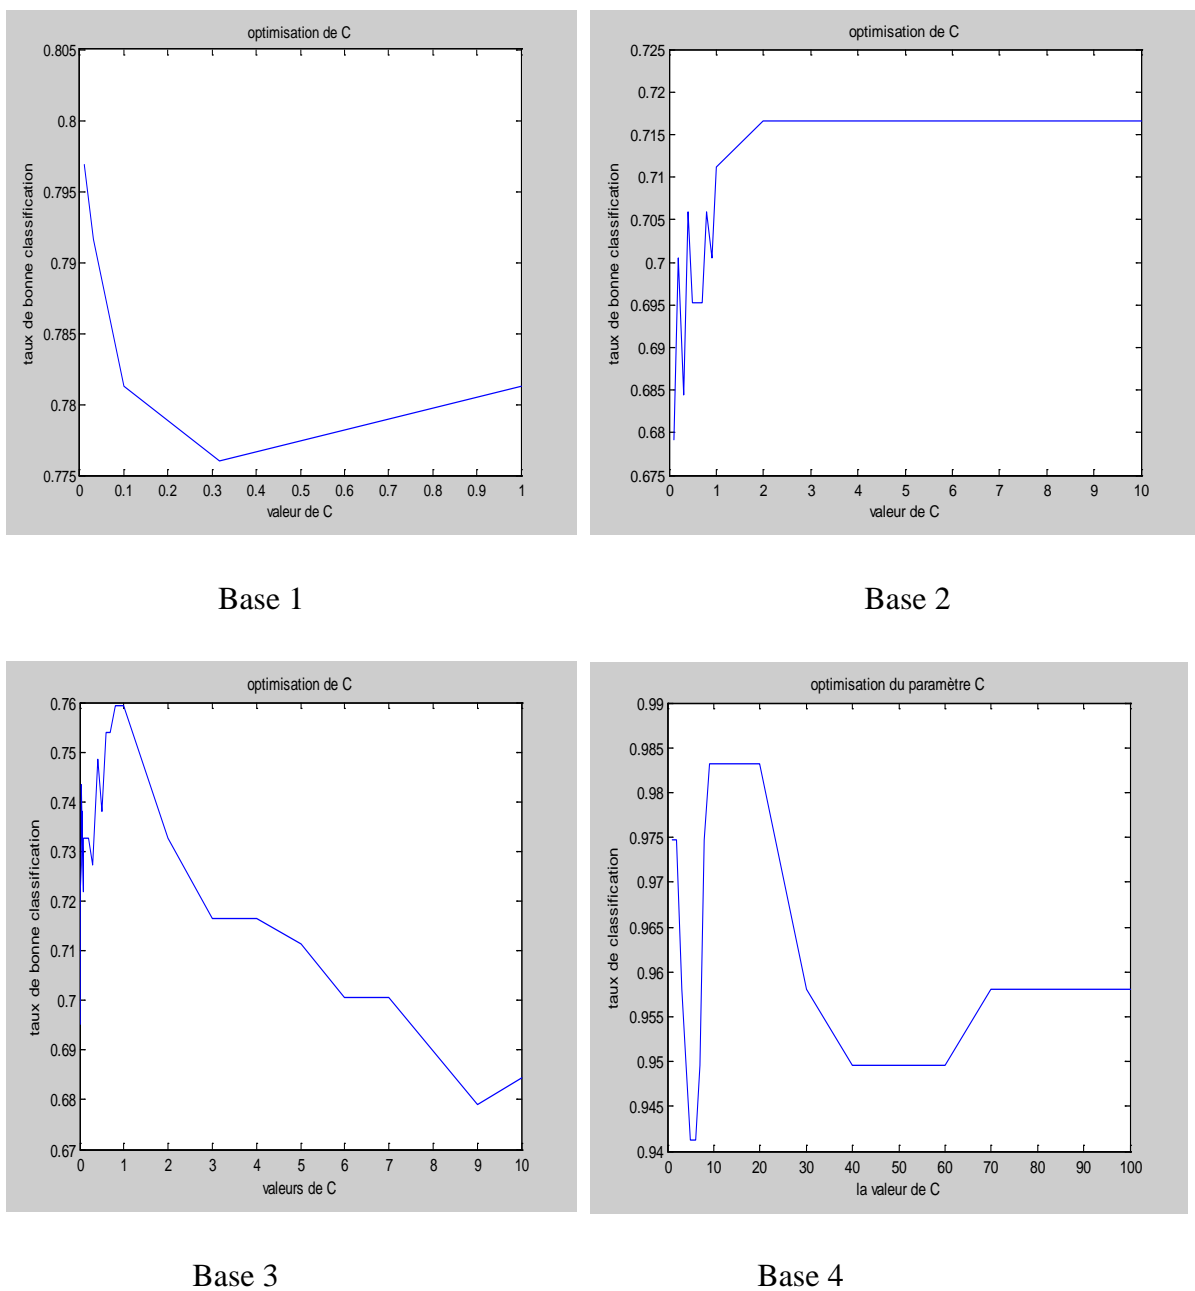 optimisation de C
0.805
0.8
0.795
0.79
0.785
0.78
0.775
taux de bonne classification
0 0.1 0.2 0.3 0.4 0.5 0.6 0.7 0.8 0.9 1
valeur de C
optimisation de C
0.725
0.72
0.715
0.71
0.705
0.7
0.695
0.69
0.685
0.68
0.675
taux de bonne classification
0 1 2 3 4 5 6 7 8 9 10
valeur de C
Base 1
Base 2
optimisation de C
0.76
0.75
0.74
0.73
0.72
0.71
0.7
0.69
0.68
0.67
taux de bonne classification
0 1 2 3 4 5 6 7 8 9 10
valeurs de C
optimisation du paramètre C
0.99
0.985
0.98
0.975
0.97
0.965
0.96
0.955
0.95
0.945
0.94
taux de classification
0 10 20 30 40 50 60 70 80 90 100
la valeur de C
Base 3
Base 4